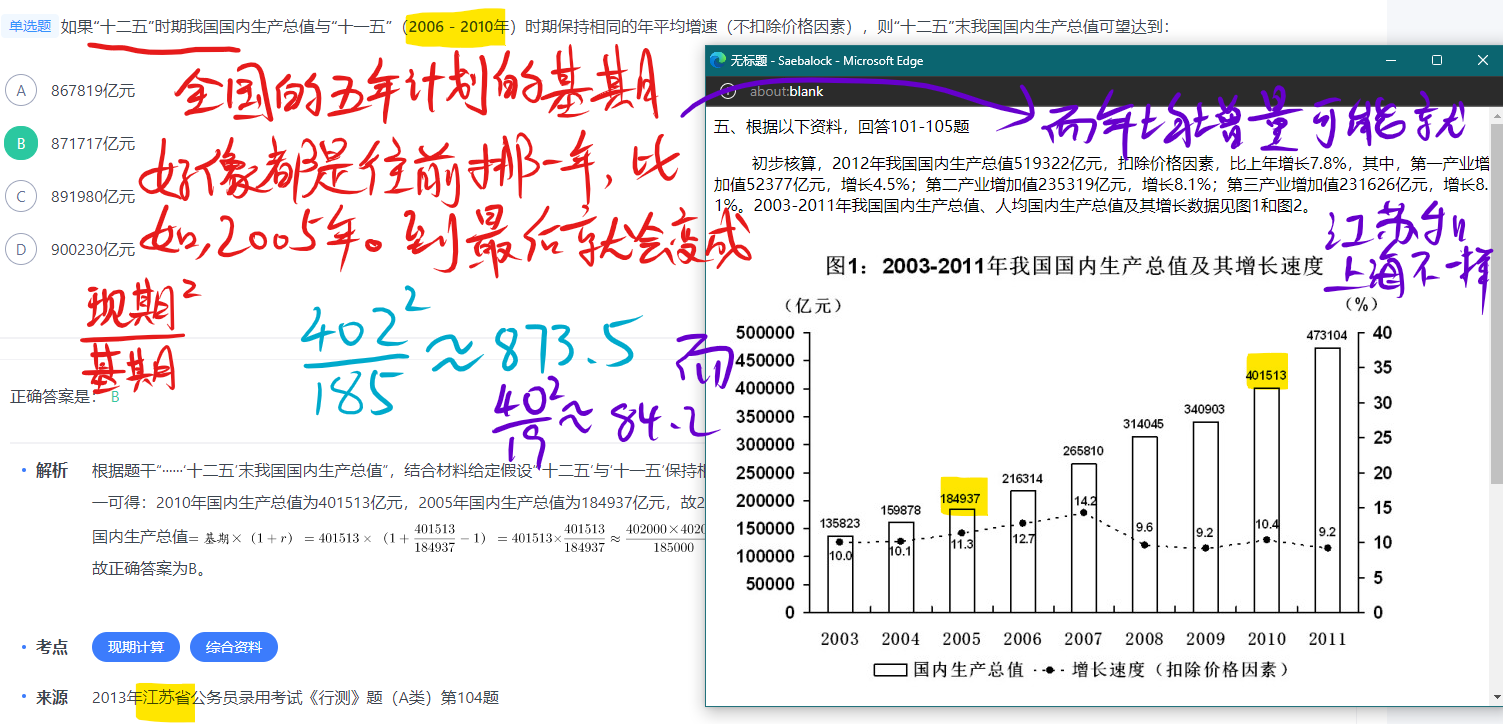 单选题 如果“十二五”时期我国国内生产总值与“十一五”（2006 - 2010年）时期保持相同的年平均增速（不扣除价格因素），则“十二五”末我国国内生产总值可望达到：
A 867819亿元
B 871717亿元
C 891980亿元
D 900230亿元
全国的五年计划的基期
好像都是往前挪一年，比
如，2005年。到最后就会变成
现期²
基期
402²
185
≈ 873.5
而
40²
19
≈ 84.2
正确答案是： B
解析 根据题干“……‘十二五’末我国国内生产总值”，结合材料给定假设“十二五’与‘十一五’保持相
一可得：2010年国内生产总值为401513亿元，2005年国内生产总值为184937亿元，故2
国内生产总值= 基期 ×（1 + r） = 401513 ×（1 + 401513/184937 − 1） = 401513× 401513/184937 ≈ 402000×4020/185000
故正确答案为B。
考点 现期计算 综合资料
来源 2013年江苏省公务员录用考试《行测》题（A类）第104题
无标题 - Saebalock - Microsoft Edge
about:blank
而年均增量可能就
江苏和
上海不一样
五、根据以下资料，回答101-105题
初步核算，2012年我国国内生产总值519322亿元，扣除价格因素，比上年增长7.8%，其中，第一产业增
加值52377亿元，增长4.5%；第二产业增加值235319亿元，增长8.1%；第三产业增加值231626亿元，增长8.
1%。2003-2011年我国国内生产总值、人均国内生产总值及其增长数据见图1和图2。
图1：2003-2011年我国国内生产总值及其增长速度
（亿元） （%）
500000
450000
400000
350000
300000
250000
200000
150000
100000
50000
0
40
35
30
25
20
15
10
5
0
135823 159878 184937 216314 265810 314045 340903 401513 473104
10.0 10.1 11.3 12.7 14.2 9.6 9.2 10.4 9.2
2003 2004 2005 2006 2007 2008 2009 2010 2011
国内生产总值 增长速度（扣除价格因素）